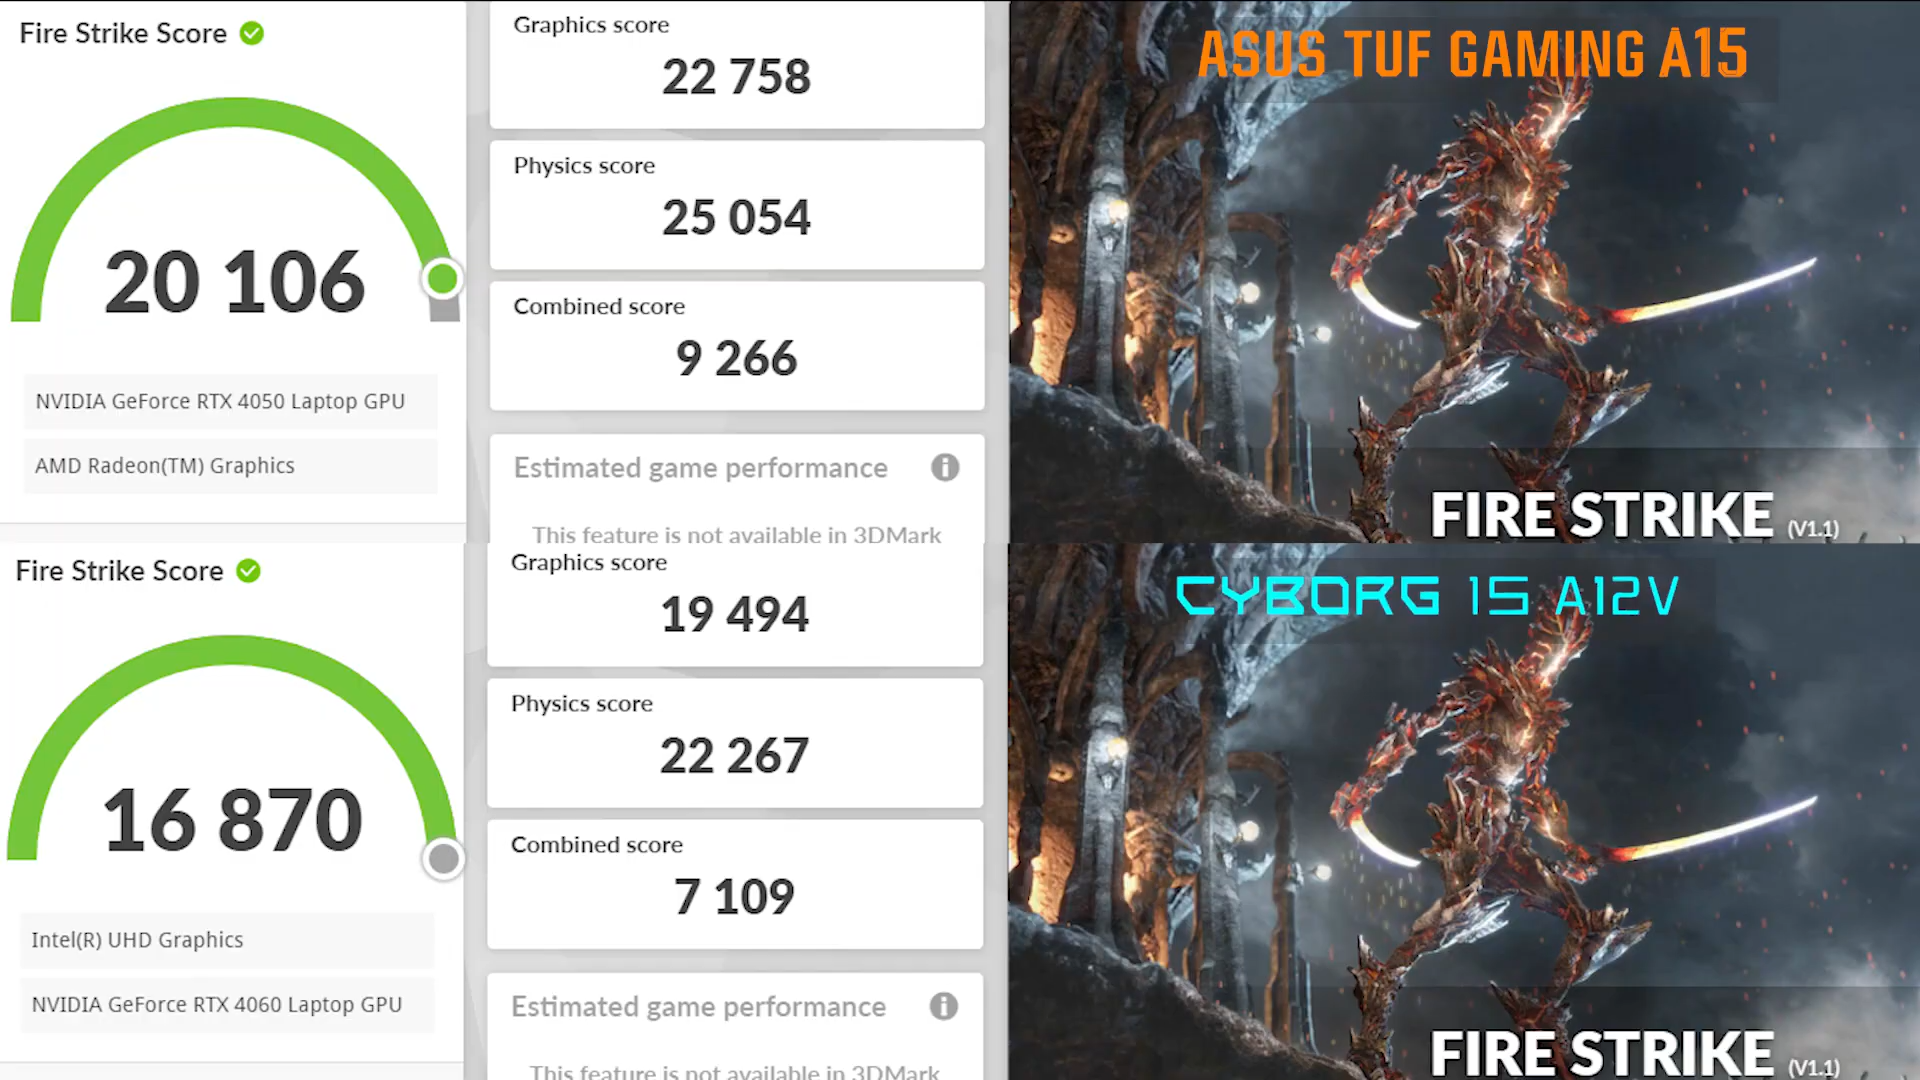 Fire Strike Score
20 106
NVIDIA GeForce RTX 4050 Laptop GPU
AMD Radeon(TM) Graphics
Graphics score
22 758
Physics score
25 054
Combined score
9 266
Estimated game performance
This feature is not available in 3DMark
ASUS TUF GAMING A15
FIRE STRIKE (V1.1)
Fire Strike Score
16 870
Intel(R) UHD Graphics
NVIDIA GeForce RTX 4060 Laptop GPU
Graphics score
19 494
Physics score
22 267
Combined score
7 109
Estimated game performance
This feature is not available in 3DMark
CYBORG 15 A12V
FIRE STRIKE (V1.1)